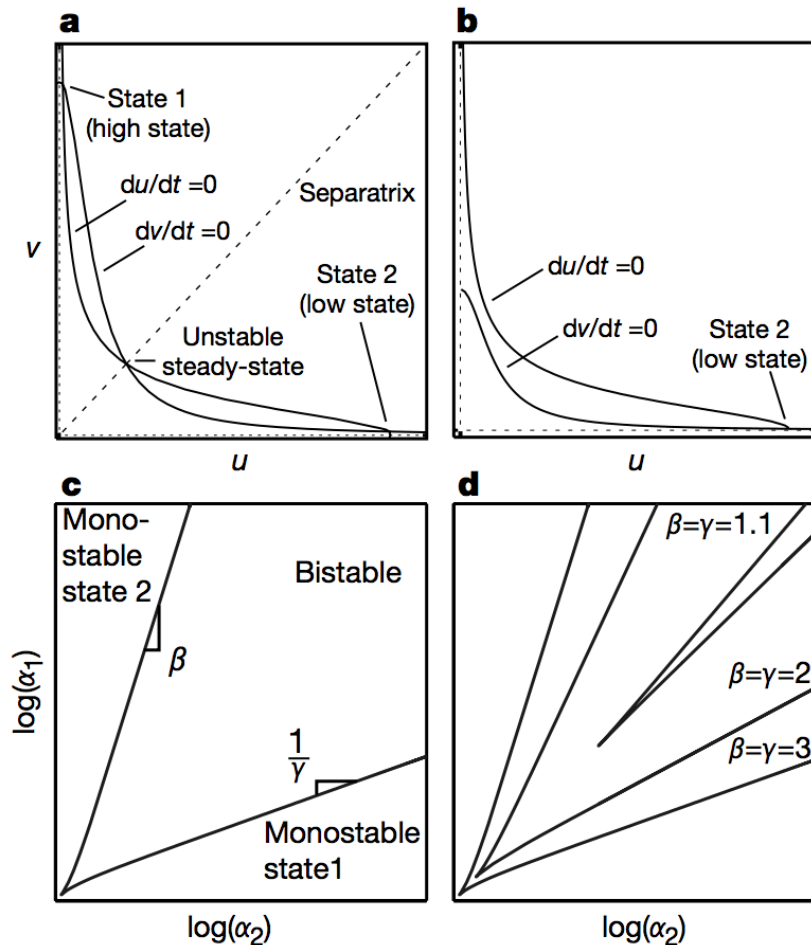 a
State 1
(high state)
du/dt =0
dv/dt =0
Separatrix
State 2
(low state)
Unstable
steady-state
v
u
b
du/dt =0
dv/dt =0
State 2
(low state)
u
c
Mono-
stable
state 2
Bistable
β
1
γ
Monostable
state1
log(α₁)
log(α₂)
d
β=γ=1.1
β=γ=2
β=γ=3
log(α₂)